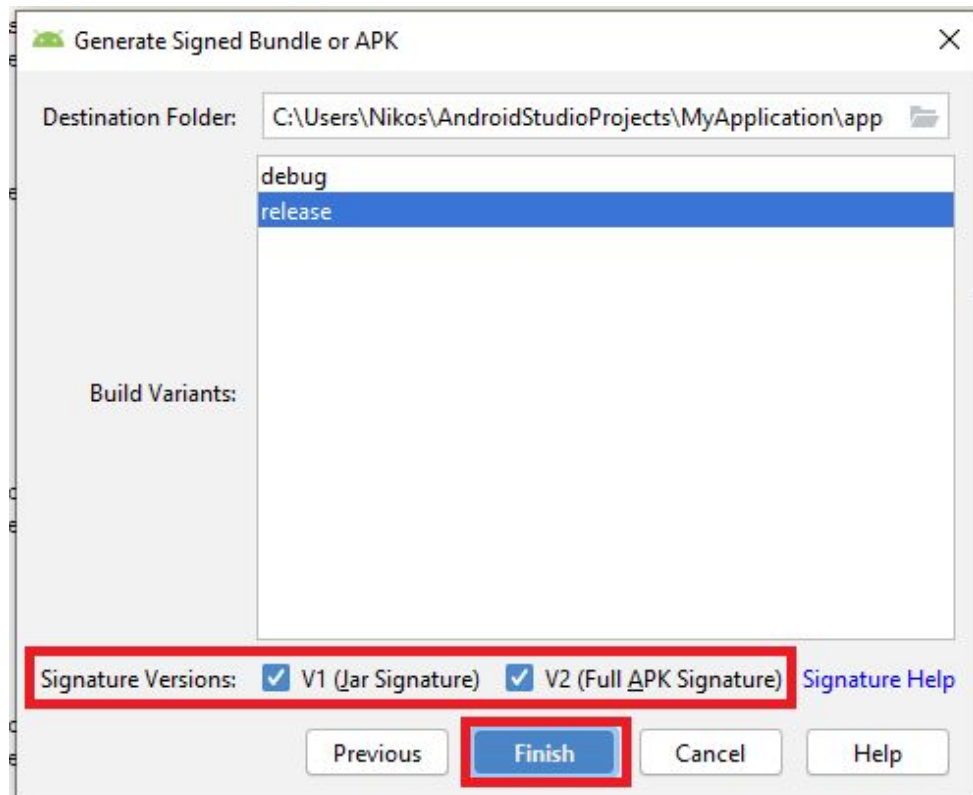 Generate Signed Bundle or APK
Destination Folder: C:\Users\Nikos\AndroidStudioProjects\MyApplication\app
debug
release
Build Variants:
Signature Versions: V1 (Jar Signature) V2 (Full APK Signature) Signature Help
Previous Finish Cancel Help